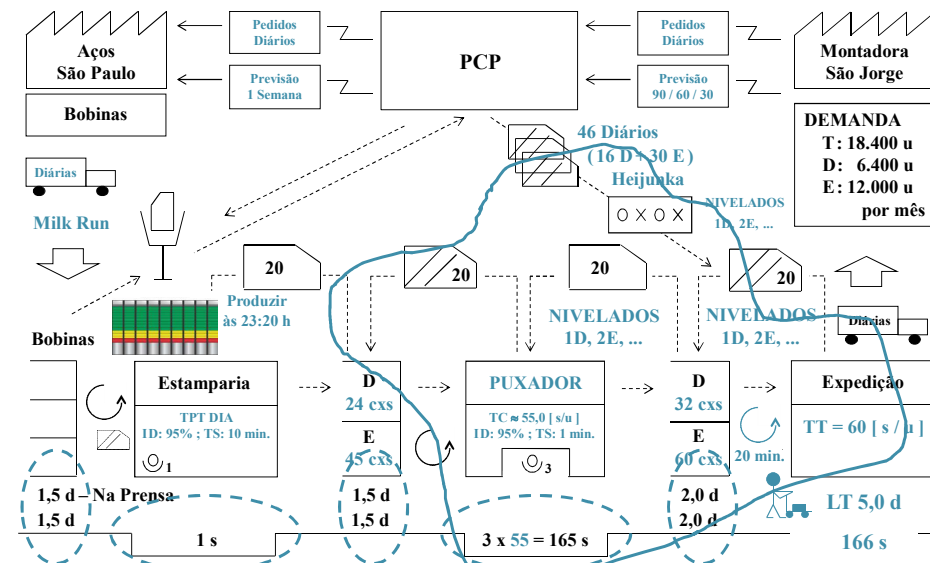 Aços
São Paulo
Bobinas
Pedidos
Diários
Previsão
1 Semana
PCP
Pedidos
Diários
Previsão
90 / 60 / 30
Montadora
São Jorge
DEMANDA
T: 18.400 u
D: 6.400 u
E: 12.000 u
por mês
46 Diários
( 16 D + 30 E )
Heijunka
O X O X
NIVELADOS
1D, 2E, ...
Diárias
Milk Run
20
20
20
20
Produzir
às 23:20 h
NIVELADOS
1D, 2E, ...
NIVELADOS
1D, 2E, ...
Diárias
Bobinas
Estamparia
TPT DIA
ID: 95% ; TS: 10 min.
1
D
24 cxs
E
45 cxs
PUXADOR
TC ≈ 55,0 [ s/u ]
ID: 95% ; TS: 1 min.
3
D
32 cxs
E
60 cxs
20 min.
Expedição
TT = 60 [ s / u ]
1,5 d – Na Prensa
1,5 d
1,5 d
1,5 d
2,0 d
2,0 d
LT 5,0 d
1 s
3 x 55 = 165 s
166 s